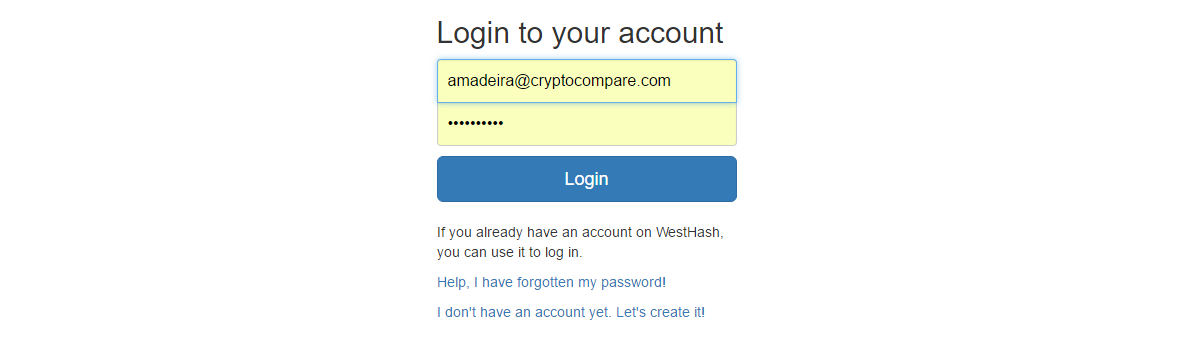 Login to your account
amadeira@cryptocompare.com
••••••••••
Login
If you already have an account on WestHash,
you can use it to log in.
Help, I have forgotten my password!
I don't have an account yet. Let's create it!